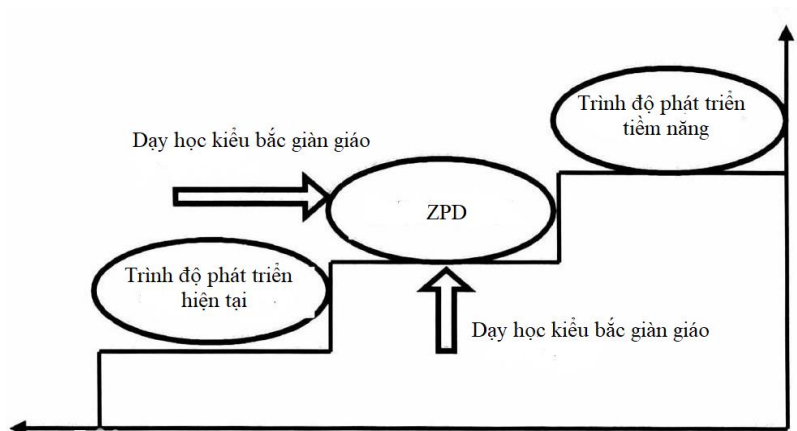 Trình độ phát triển
tiềm năng
Dạy học kiểu bắc giàn giáo
ZPD
Trình độ phát triển
hiện tại
Dạy học kiểu bắc giàn giáo